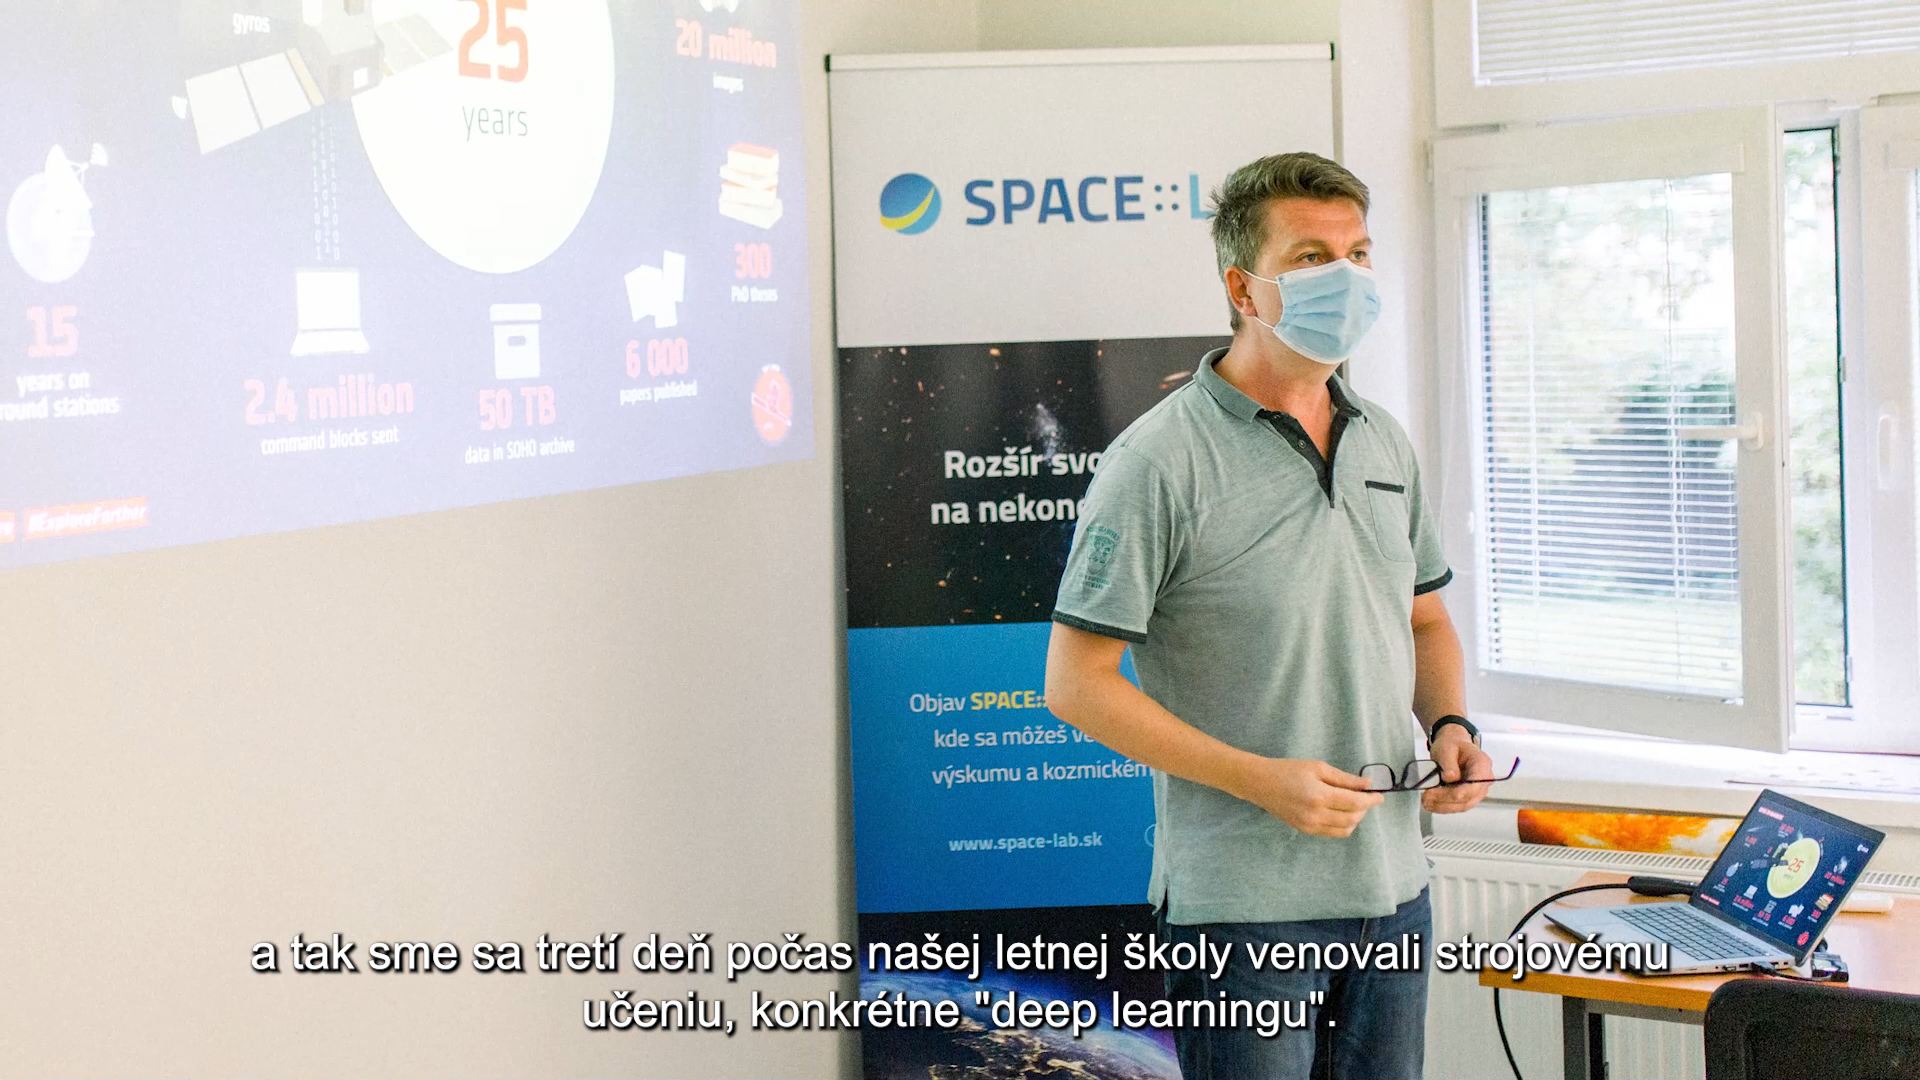 gyros
25
years
20 million
images
300
PhD theses
15
years on
round stations
2.4 million
command blocks sent
50 TB
data in SOHO archive
6 000
papers published
#ExploreFarther
SPACE::L
Rozšír svo
na nekon
Objav SPACE::
kde sa môžeš ve
výskumu a kozmickém
www.space-lab.sk
25
a tak sme sa tretí deň počas našej letnej školy venovali strojovému
učeniu, konkrétne "deep learningu".